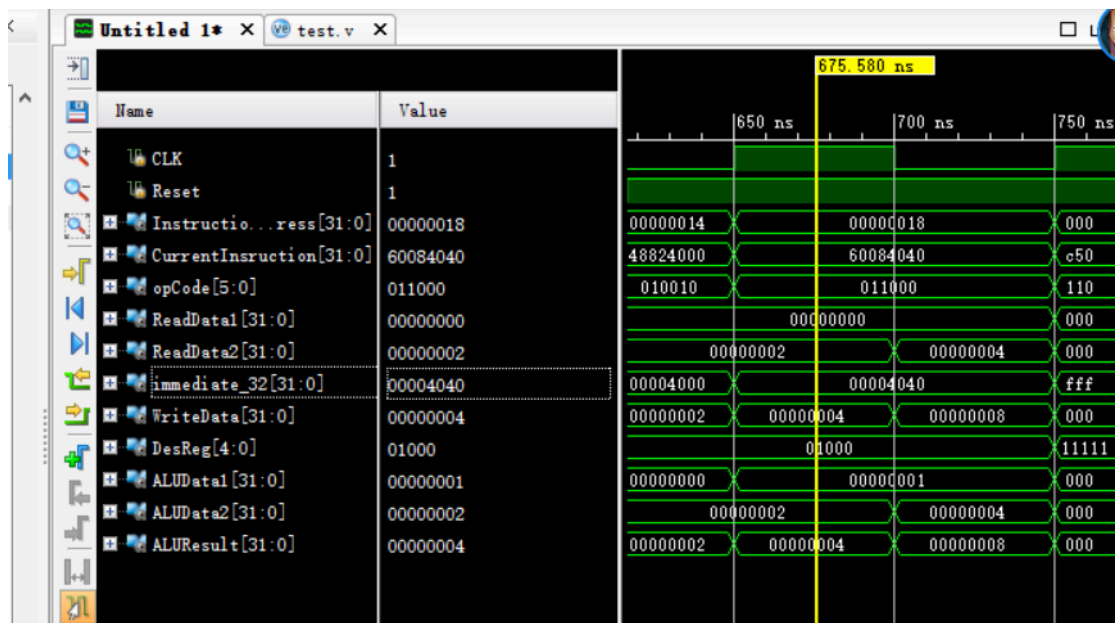 Untitled 1* X test.v X
675.580 ns
Name Value
650 ns 700 ns 750 ns
CLK 1
Reset 1
Instructio...ress[31:0] 00000018 00000014 00000018 000
CurrentInsruction[31:0] 60084040 48824000 60084040 c50
opCode[5:0] 011000 010010 011000 110
ReadData1[31:0] 00000000 00000000 000
ReadData2[31:0] 00000002 00000002 00000004 000
immediate_32[31:0] 00004040 00004000 00004040 fff
WriteData[31:0] 00000004 00000002 00000004 00000008 000
DesReg[4:0] 01000 01000 11111
ALUData1[31:0] 00000001 00000000 00000001 000
ALUData2[31:0] 00000002 00000002 00000004 000
ALUResult[31:0] 00000004 00000002 00000004 00000008 000